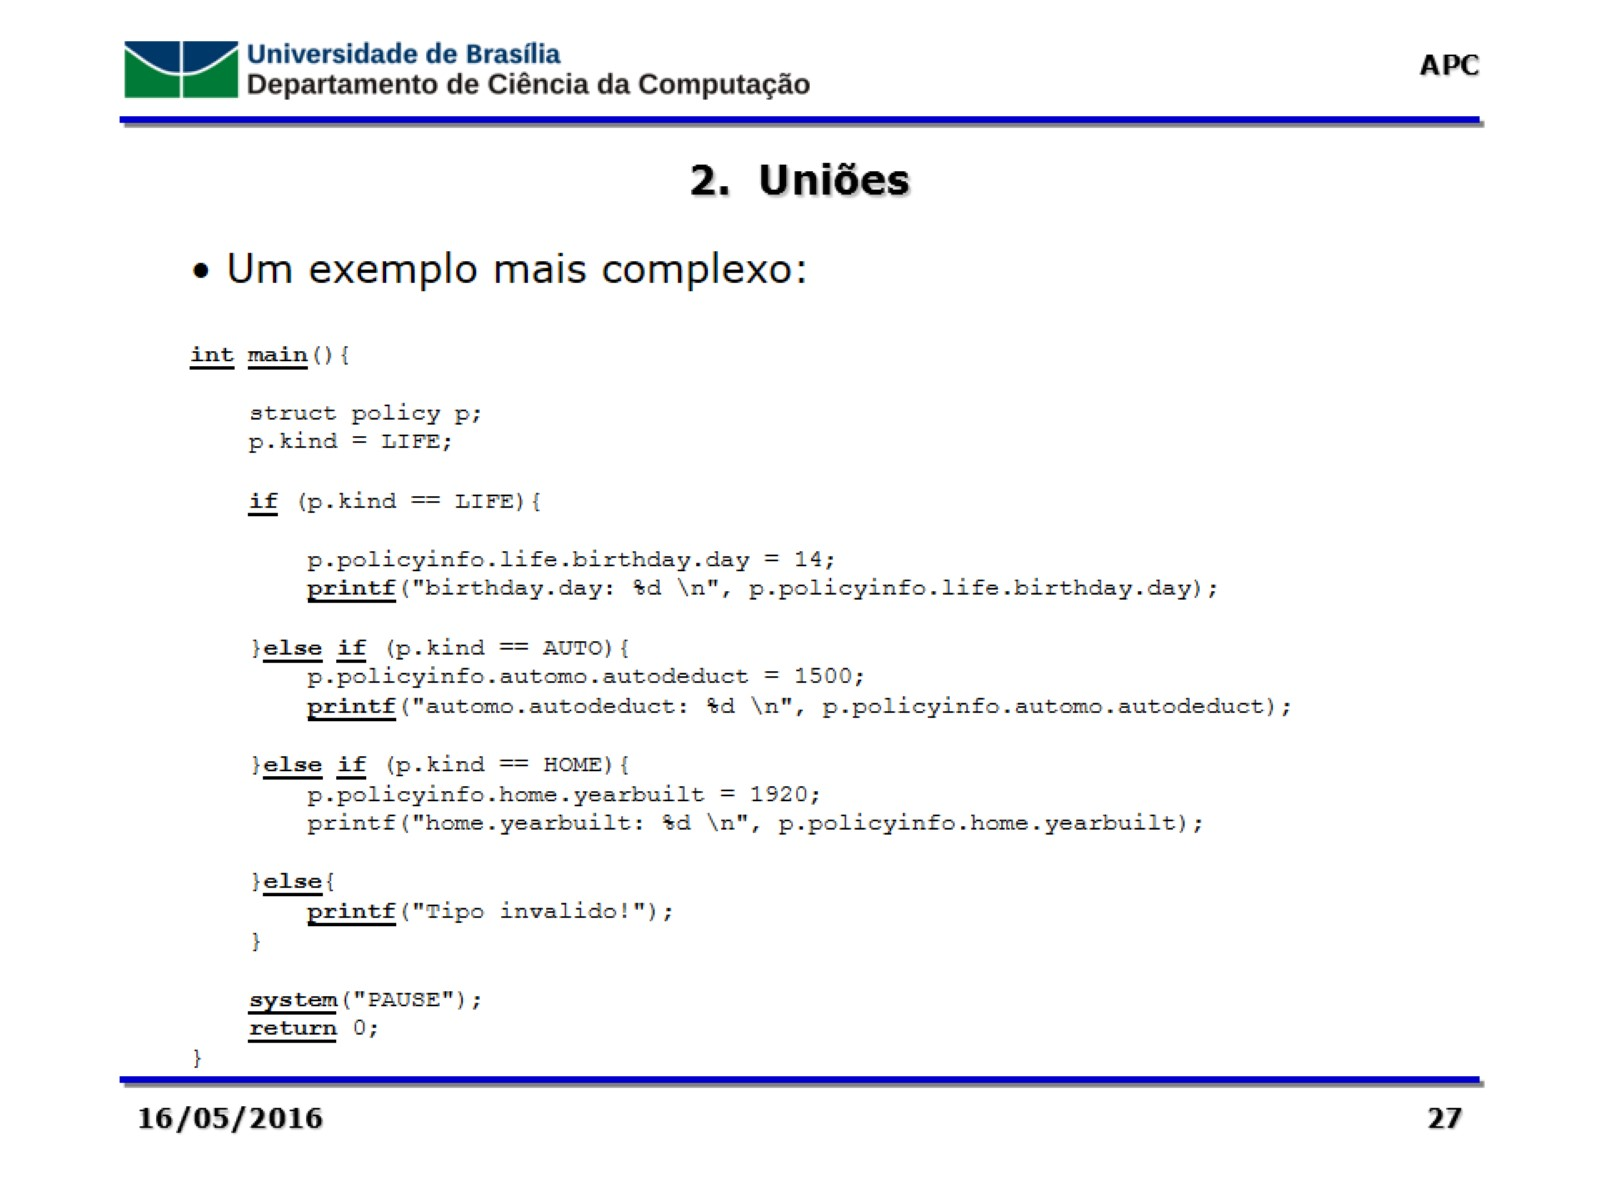 Universidade de Brasília
Departamento de Ciência da Computação
APC
2. Uniões
• Um exemplo mais complexo:
int main(){
struct policy p;
p.kind = LIFE;
if (p.kind == LIFE){
p.policyinfo.life.birthday.day = 14;
printf("birthday.day: %d \n", p.policyinfo.life.birthday.day);
}else if (p.kind == AUTO){
p.policyinfo.automo.autodeduct = 1500;
printf("automo.autodeduct: %d \n", p.policyinfo.automo.autodeduct);
}else if (p.kind == HOME){
p.policyinfo.home.yearbuilt = 1920;
printf("home.yearbuilt: %d \n", p.policyinfo.home.yearbuilt);
}else{
printf("Tipo invalido!");
}
system("PAUSE");
return 0;
}
16/05/2016
27